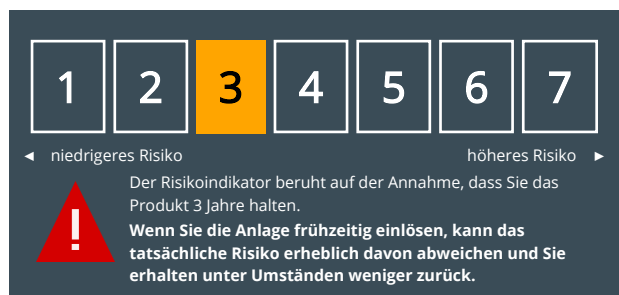 1 2 3 4 5 6 7
◄ niedrigeres Risiko höheres Risiko ►
Der Risikoindikator beruht auf der Annahme, dass Sie das
Produkt 3 Jahre halten.
!
Wenn Sie die Anlage frühzeitig einlösen, kann das
tatsächliche Risiko erheblich davon abweichen und Sie
erhalten unter Umständen weniger zurück.